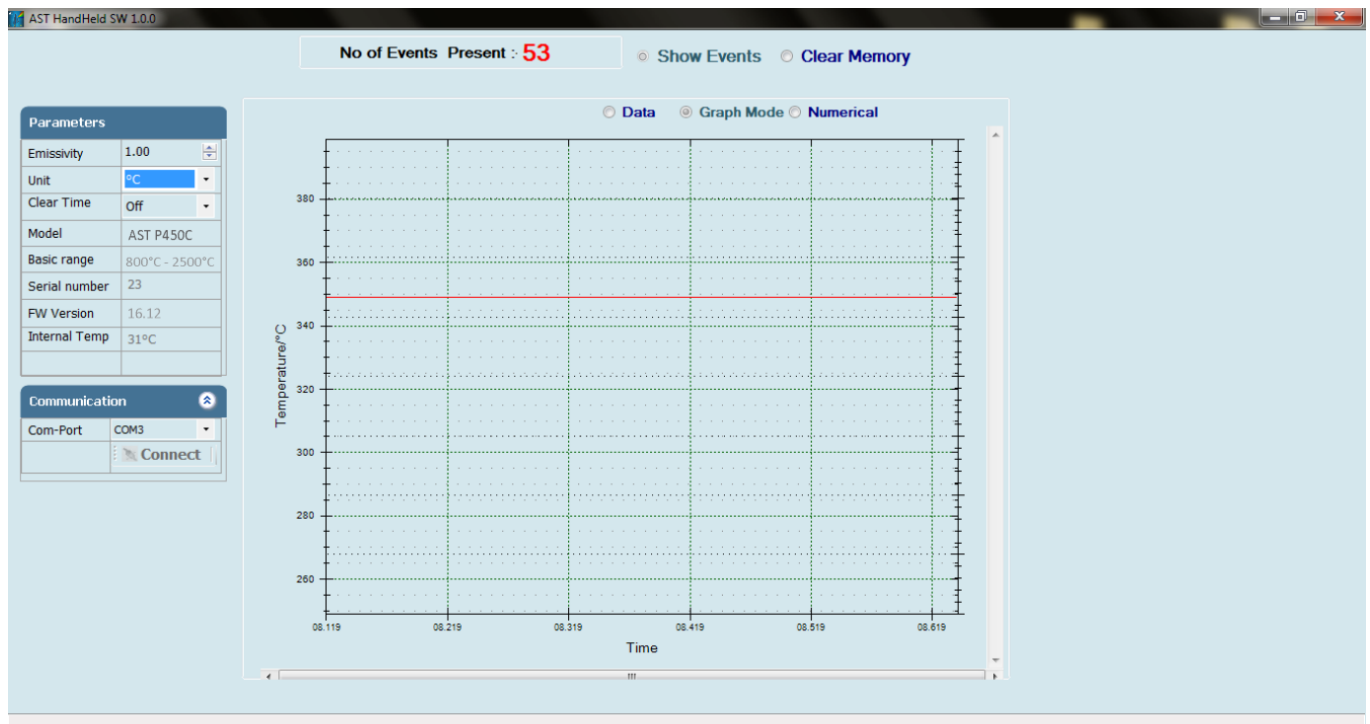 AST HandHeld SW 1.0.0
No of Events Present :- 53
Show Events
Clear Memory
Data
Graph Mode
Numerical
Parameters
Emissivity 1.00
Unit °C
Clear Time Off
Model AST P450C
Basic range 800°C - 2500°C
Serial number 23
FW Version 16.12
Internal Temp 31°C
Communication
Com-Port COM3
Connect
Temperature/°C
380
360
340
320
300
280
260
08.119 08.219 08.319 08.419 08.519 08.619
Time